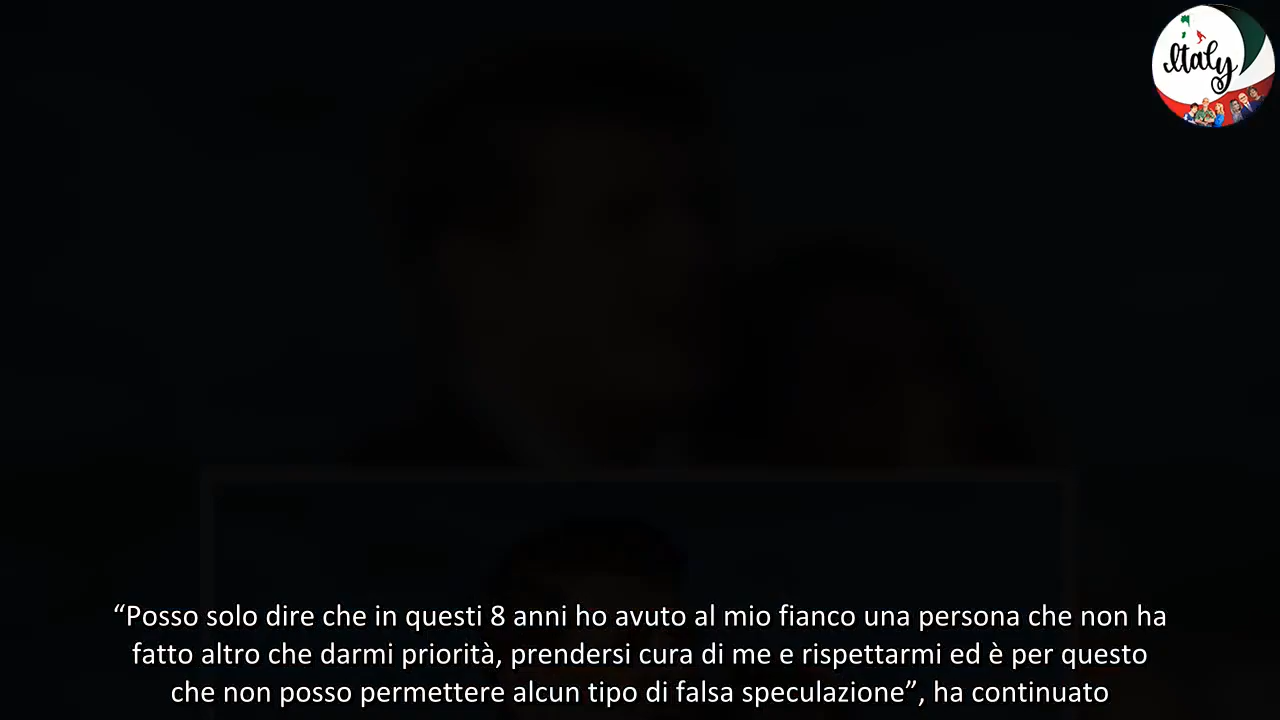 Italy
“Posso solo dire che in questi 8 anni ho avuto al mio fianco una persona che non ha
fatto altro che darmi priorità, prendersi cura di me e rispettarmi ed è per questo
che non posso permettere alcun tipo di falsa speculazione”, ha continuato